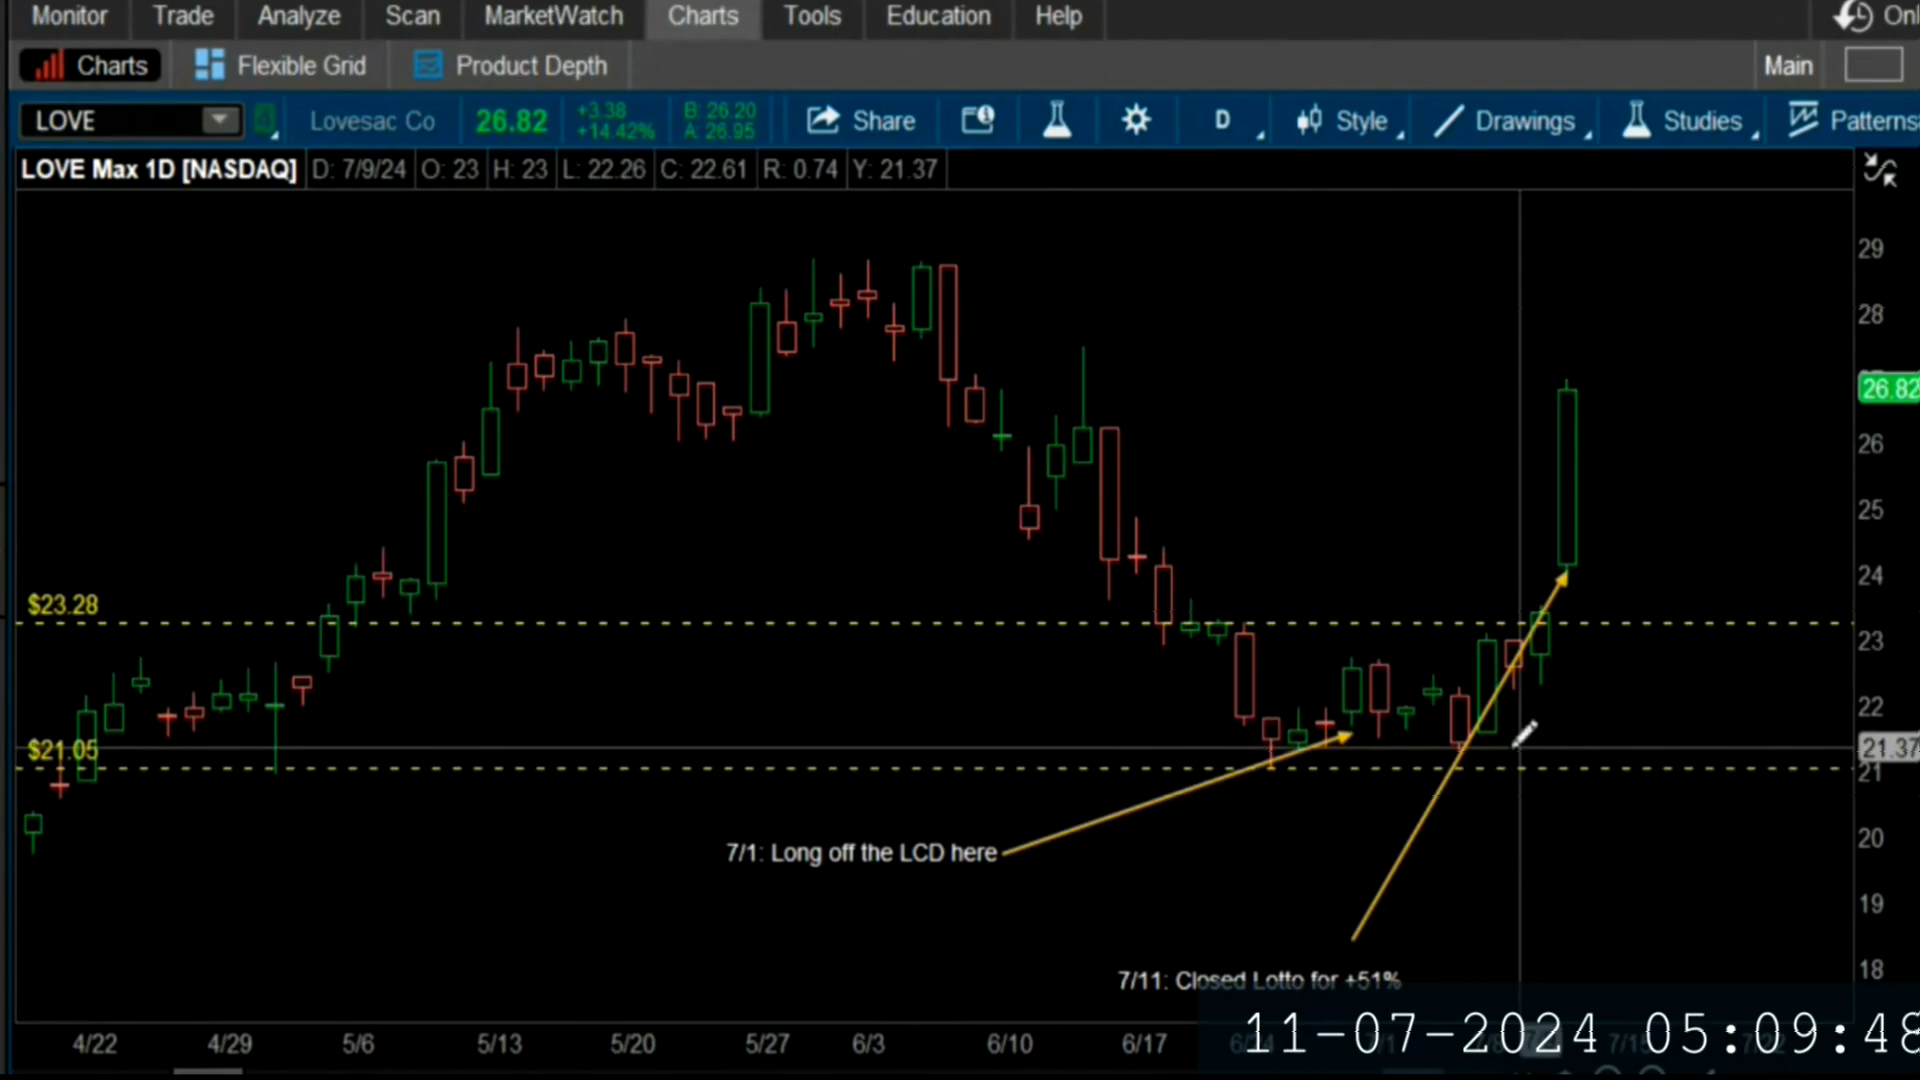 Monitor Trade Analyze Scan MarketWatch Charts Tools Education Help
Charts Flexible Grid Product Depth Main
LOVE Lovesac Co 26.82 +3.38 +14.42% B: 26.20 A: 26.95 Share D Style Drawings Studies Patterns
LOVE Max 1D [NASDAQ] D: 7/9/24 O: 23 H: 23 L: 22.26 C: 22.61 R: 0.74 Y: 21.37
29
28
26.82
26
25
24
$23.28
23
22
$21.05
21.37
21
20
7/1: Long off the LCD here
19
18
7/11: Closed Lotto for +51%
11-07-2024 05:09:48
4/22 4/29 5/6 5/13 5/20 5/27 6/3 6/10 6/17